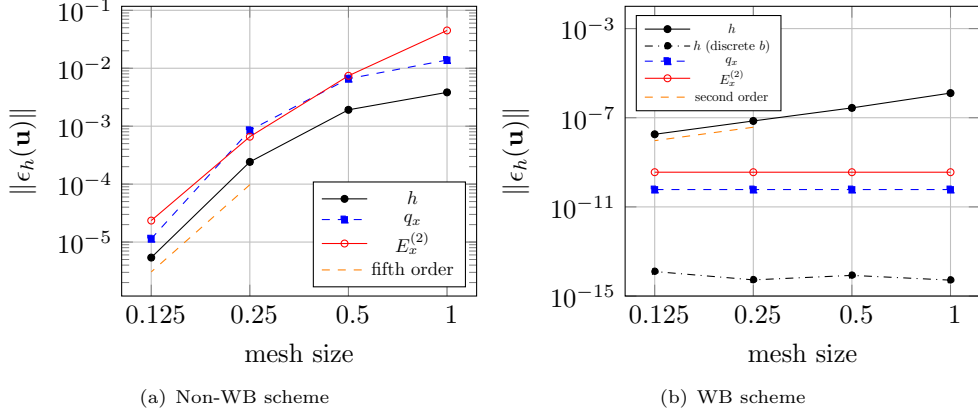 10^{-1}
10^{-2}
10^{-3}
10^{-4}
10^{-5}
‖ϵ_h(𝐮)‖
h
q_x
E_x^{(2)}
fifth order
0.125 0.25 0.5 1
mesh size
(a) Non-WB scheme
10^{-3}
10^{-7}
10^{-11}
10^{-15}
‖ϵ_h(𝐮)‖
h
h (discrete b)
q_x
E_x^{(2)}
second order
0.125 0.25 0.5 1
mesh size
(b) WB scheme